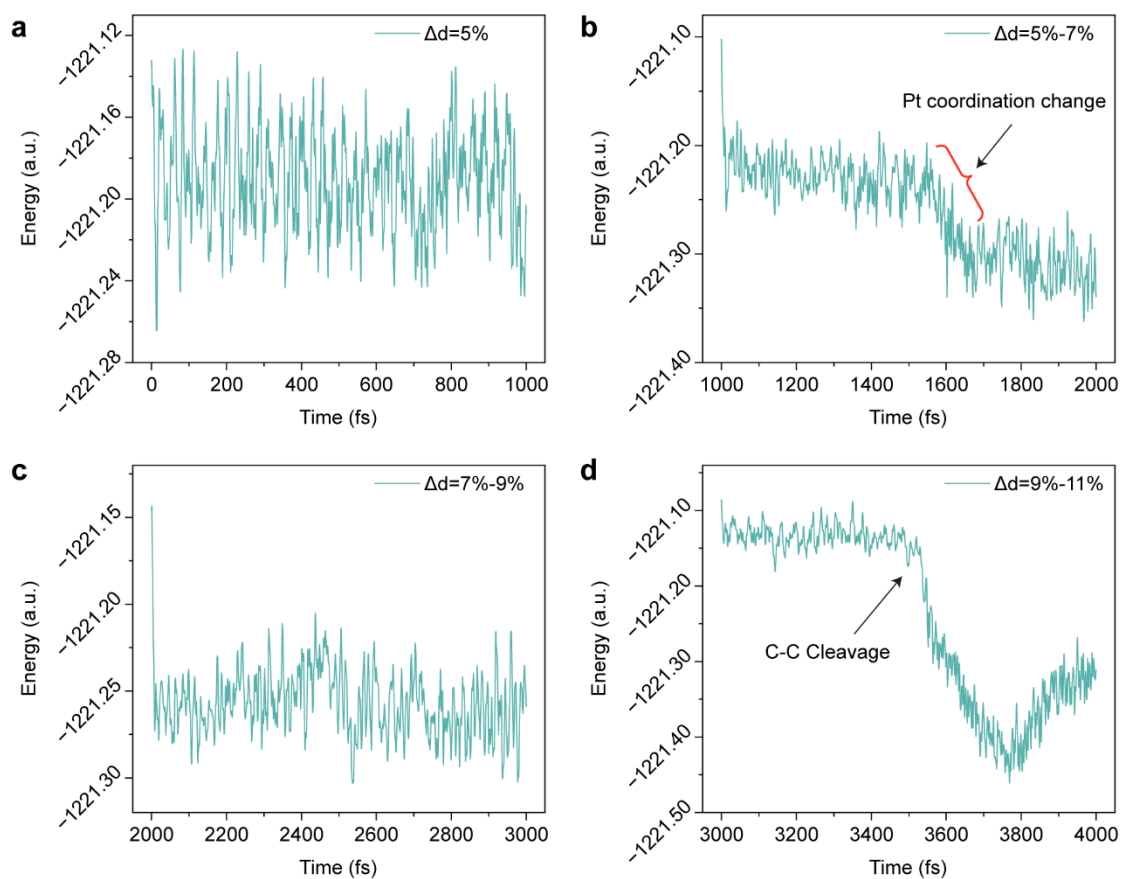 a
Δd=5%
−1221.12
−1221.16
−1221.20
−1221.24
−1221.28
Energy (a.u.)
0 200 400 600 800 1000
Time (fs)
b
Δd=5%-7%
Pt coordination change
−1221.10
−1221.20
−1221.30
−1221.40
Energy (a.u.)
1000 1200 1400 1600 1800 2000
Time (fs)
c
Δd=7%-9%
−1221.15
−1221.20
−1221.25
−1221.30
Energy (a.u.)
2000 2200 2400 2600 2800 3000
Time (fs)
d
Δd=9%-11%
C-C Cleavage
−1221.10
−1221.20
−1221.30
−1221.40
−1221.50
Energy (a.u.)
3000 3200 3400 3600 3800 4000
Time (fs)